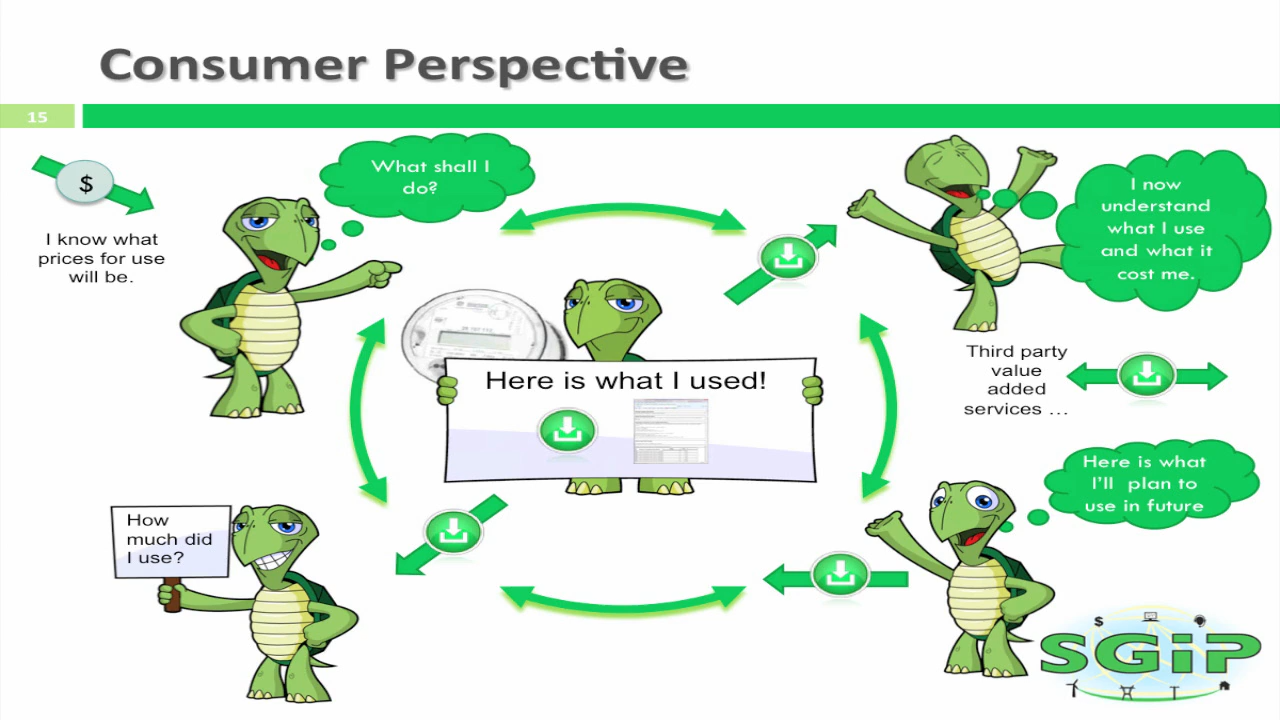 Consumer Perspective
15
$
I know what
prices for use
will be.
What shall I
do?
I now
understand
what I use
and what it
cost me.
Here is what I used!
Third party
value
added
services ...
Here is what
I'll plan to
use in future
How
much did
I use?
$
SGiP